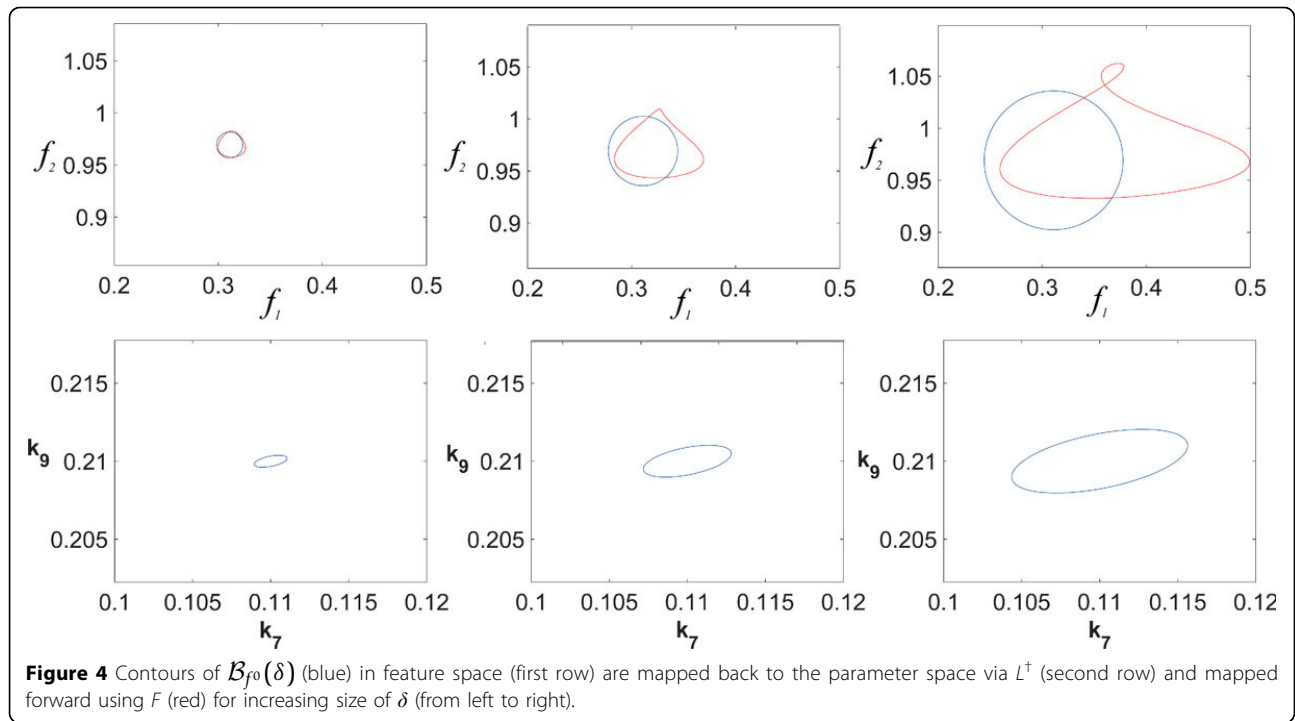 1.05
1
f₂ 0.95
0.9
0.2 0.3 0.4 0.5
f₁
1.05
1
f₂ 0.95
0.9
0.2 0.3 0.4 0.5
f₁
1.05
1
f₂ 0.95
0.9
0.2 0.3 0.4 0.5
f₁
0.215
k₉ 0.21
0.205
0.1 0.105 0.11 0.115 0.12
k₇
0.215
k₉ 0.21
0.205
0.1 0.105 0.11 0.115 0.12
k₇
0.215
k₉ 0.21
0.205
0.1 0.105 0.11 0.115 0.12
k₇
Figure 4 Contours of 𝓑_f⁰(δ) (blue) in feature space (first row) are mapped back to the parameter space via L† (second row) and mapped
forward using F (red) for increasing size of δ (from left to right).